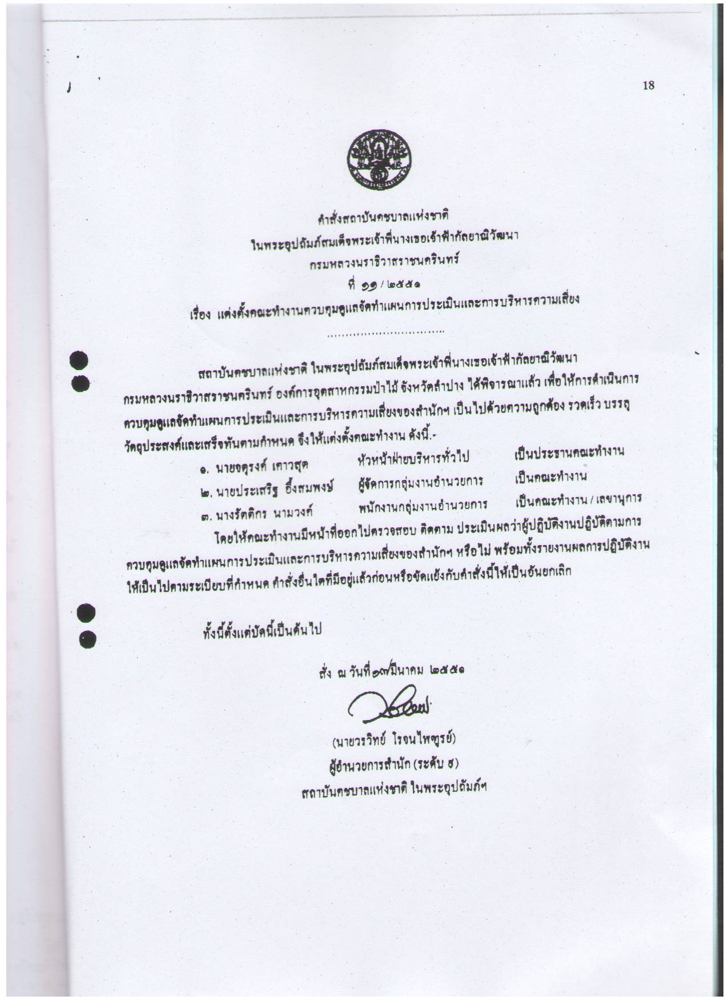 18
คำสั่งสถาบันคชบาลแห่งชาติ
ในพระอุปถัมภ์สมเด็จพระเจ้าพี่นางเธอเจ้าฟ้ากัลยาณิวัฒนา
กรมหลวงนราธิวาสราชนครินทร์
ที่ ๑๑ / ๒๕๕๑
เรื่อง แต่งตั้งคณะทำงานควบคุมดูแลจัดทำแผนการประเมินและการบริหารความเสี่ยง
................................
สถาบันคชบาลแห่งชาติ ในพระอุปถัมภ์สมเด็จพระเจ้าพี่นางเธอเจ้าฟ้ากัลยาณิวัฒนา
กรมหลวงนราธิวาสราชนครินทร์ องค์การอุตสาหกรรมป่าไม้ จังหวัดลำปาง ได้พิจารณาแล้ว เพื่อให้การดำเนินการ
ควบคุมดูแลจัดทำแผนการประเมินและการบริหารความเสี่ยงของสำนักฯ เป็นไปด้วยความถูกต้อง รวดเร็ว บรรลุ
วัตถุประสงค์และเสร็จทันตามกำหนด จึงให้แต่งตั้งคณะทำงาน ดังนี้.-
๑. นายจตุรงค์ เตาวสุด หัวหน้าฝ่ายบริหารทั่วไป เป็นประธานคณะทำงาน
๒. นายประเสริฐ อึ้งสมพงษ์ ผู้จัดการกลุ่มงานอำนวยการ เป็นคณะทำงาน
๓. นางรัตติกร นามวงค์ พนักงานกลุ่มงานอำนวยการ เป็นคณะทำงาน / เลขานุการ
โดยให้คณะทำงานมีหน้าที่ออกไปตรวจสอบ ติดตาม ประเมินผลว่าผู้ปฏิบัติงานปฏิบัติตามการ
ควบคุมดูแลจัดทำแผนการประเมินและการบริหารความเสี่ยงของสำนักฯ หรือไม่ พร้อมทั้งรายงานผลการปฏิบัติงาน
ให้เป็นไปตามระเบียบที่กำหนด คำสั่งอื่นใดที่มีอยู่แล้วก่อนหรือขัดแย้งกับคำสั่งนี้ให้เป็นอันยกเลิก
ทั้งนี้ตั้งแต่บัดนี้เป็นต้นไป
สั่ง ณ วันที่ ๑๗ มีนาคม ๒๕๕๑
(นายวรวิทย์ โรจนไพฑูรย์)
ผู้อำนวยการสำนัก (ระดับ ๙)
สถาบันคชบาลแห่งชาติ ในพระอุปถัมภ์ฯ